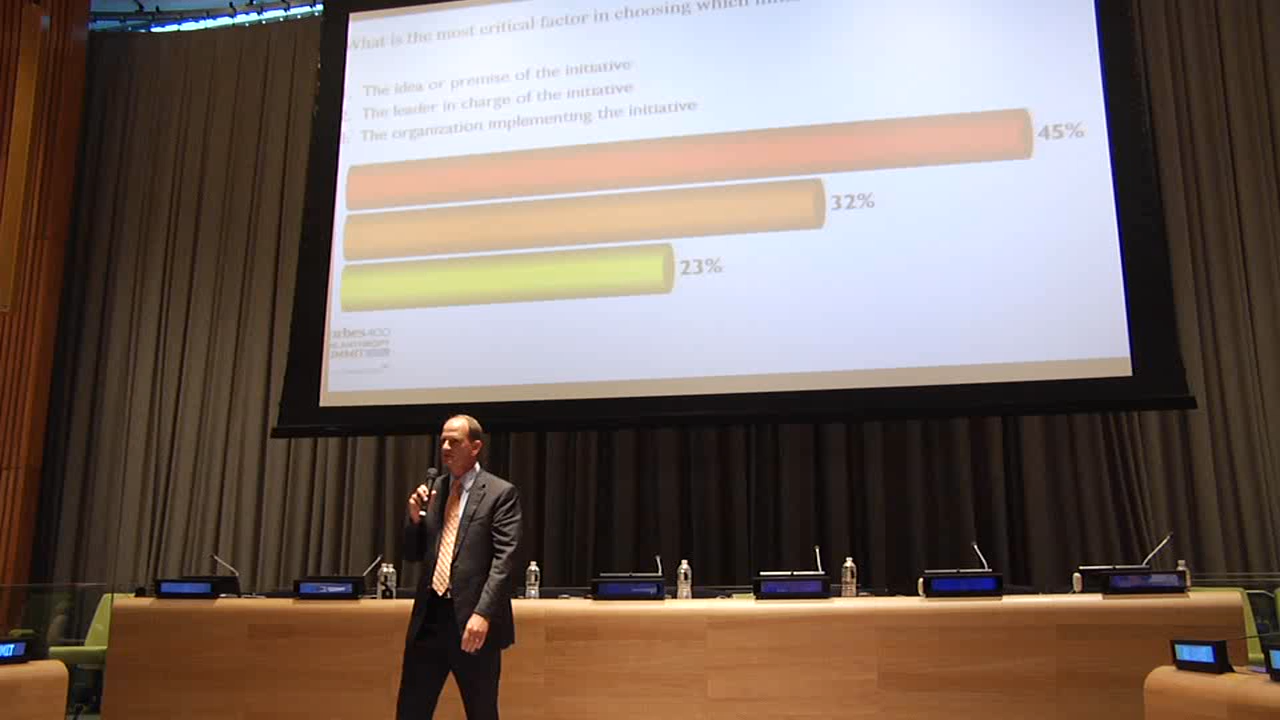 What is the most critical factor in choosing which
The idea or premise of the initiative
The leader in charge of the initiative
The organization implementing the initiative
45%
32%
23%